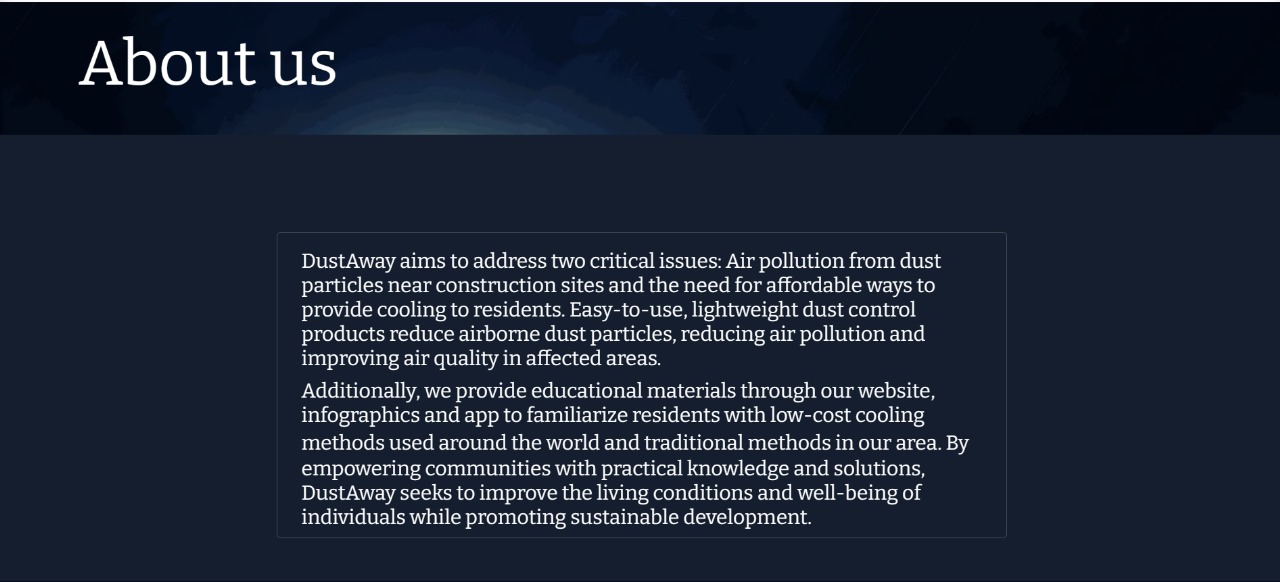 About us
DustAway aims to address two critical issues: Air pollution from dust
particles near construction sites and the need for affordable ways to
provide cooling to residents. Easy-to-use, lightweight dust control
products reduce airborne dust particles, reducing air pollution and
improving air quality in affected areas.
Additionally, we provide educational materials through our website,
infographics and app to familiarize residents with low-cost cooling
methods used around the world and traditional methods in our area. By
empowering communities with practical knowledge and solutions,
DustAway seeks to improve the living conditions and well-being of
individuals while promoting sustainable development.